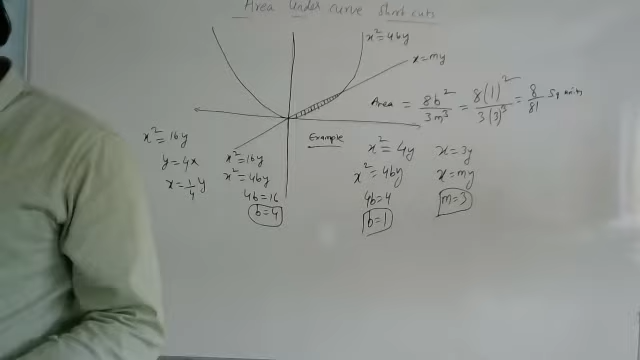 Area Under curve Short cuts
x² = 4by
x = my
Area = 8b²/3m³ = 8(1)²/3(3)³ = 8/81 Sq units
Example
x² = 16y
y = 4x
x = 1/4 y
x² = 16y
x² = 4by
4b = 16
b = 4
x² = 4y
x² = 4by
4b = 4
b = 1
x = 3y
x = my
m = 3